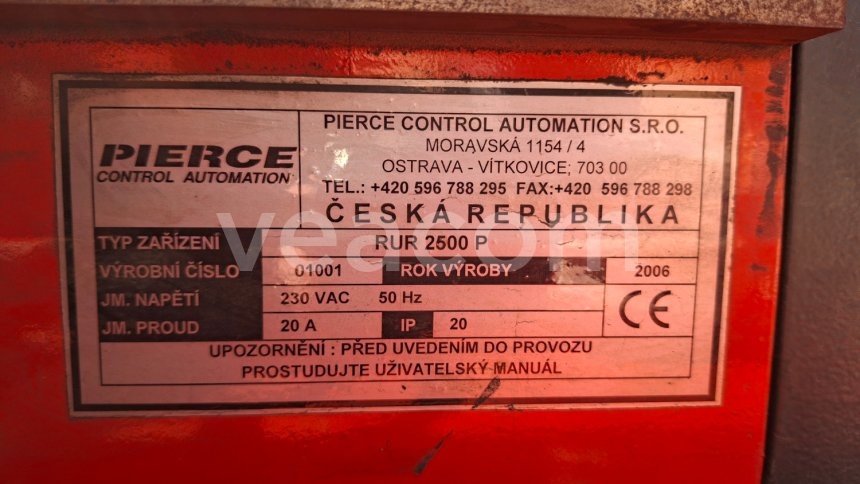 PIERCE
CONTROL AUTOMATION
PIERCE CONTROL AUTOMATION S.R.O.
MORAVSKÁ 1154 / 4
OSTRAVA - VÍTKOVICE; 703 00
TEL.: +420 596 788 295 FAX:+420 596 788 298
ČESKÁ REPUBLIKA
TYP ZAŘÍZENÍ RUR 2500 P
VÝROBNÍ ČÍSLO 01001 ROK VÝROBY 2006
JM. NAPĚTÍ 230 VAC 50 Hz
JM. PROUD 20 A IP 20
CE
UPOZORNĚNÍ : PŘED UVEDENÍM DO PROVOZU
PROSTUDUJTE UŽIVATELSKÝ MANUÁL
veacom